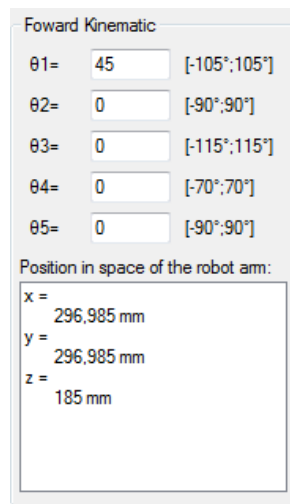 Foward Kinematic
θ1= 45 [-105°;105°]
θ2= 0 [-90°;90°]
θ3= 0 [-115°;115°]
θ4= 0 [-70°;70°]
θ5= 0 [-90°;90°]
Position in space of the robot arm:
x =
296,985 mm
y =
296,985 mm
z =
185 mm